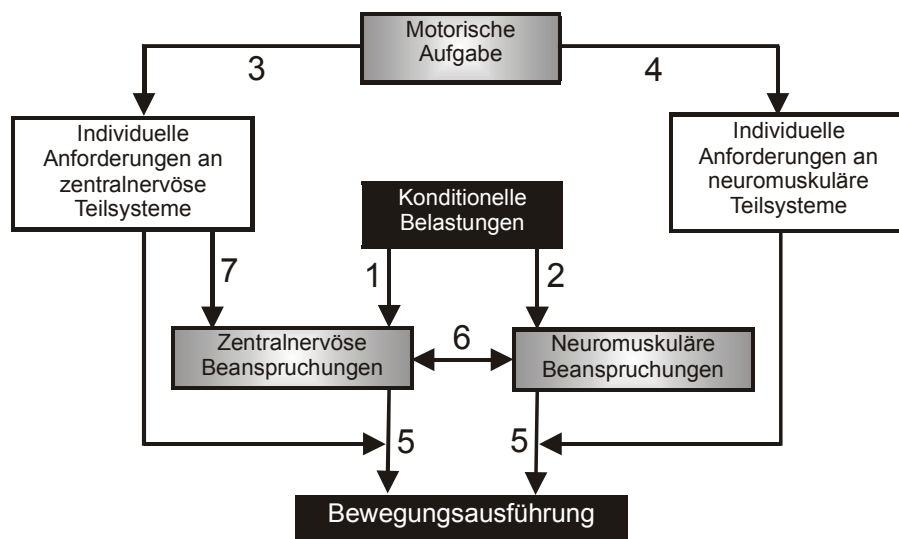 Motorische
Aufgabe
3
4
Individuelle
Anforderungen an
zentralnervöse
Teilsysteme
Individuelle
Anforderungen an
neuromuskuläre
Teilsysteme
Konditionelle
Belastungen
7
1
2
Zentralnervöse
Beanspruchungen
6
Neuromuskuläre
Beanspruchungen
5
5
Bewegungsausführung